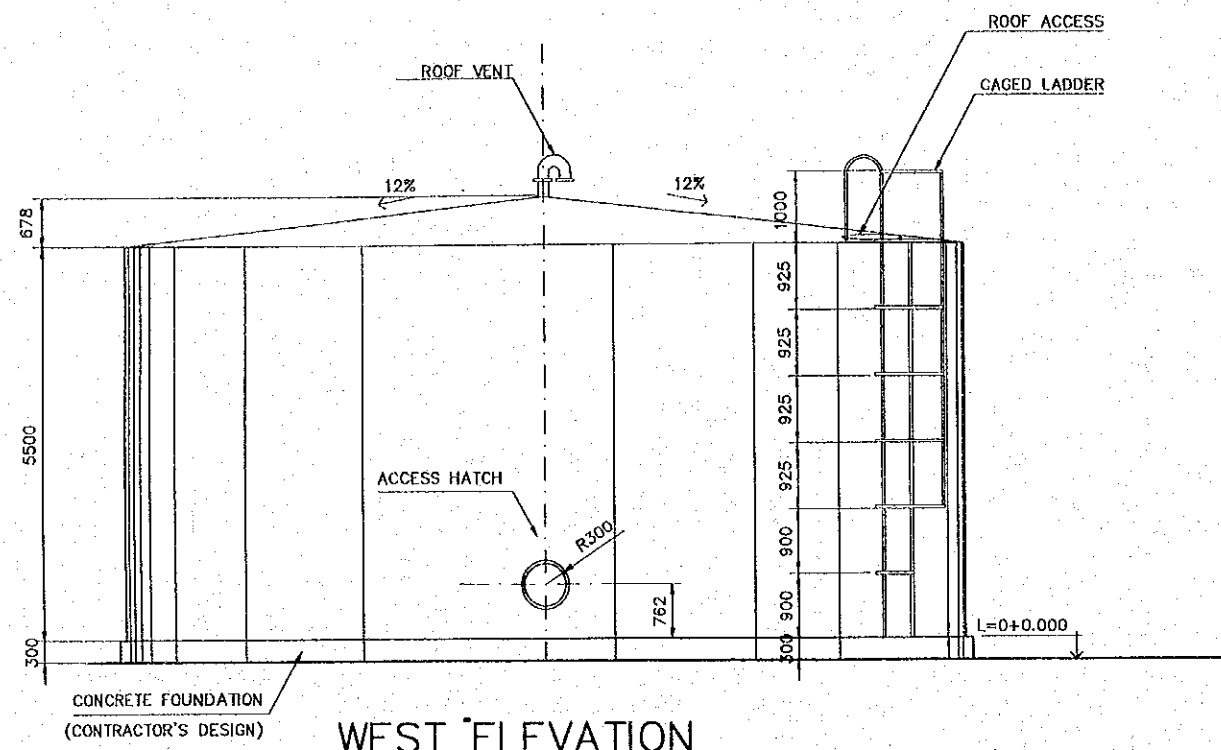 ROOF ACCESS
ROOF VENT
CAGED LADDER
12%
12%
678
1000
925
925
5500
925
ACCESS HATCH
925
R300
900
762
900
L=0+0.000
300
300
CONCRETE FOUNDATION
(CONTRACTOR'S DESIGN)
WEST ELEVATION